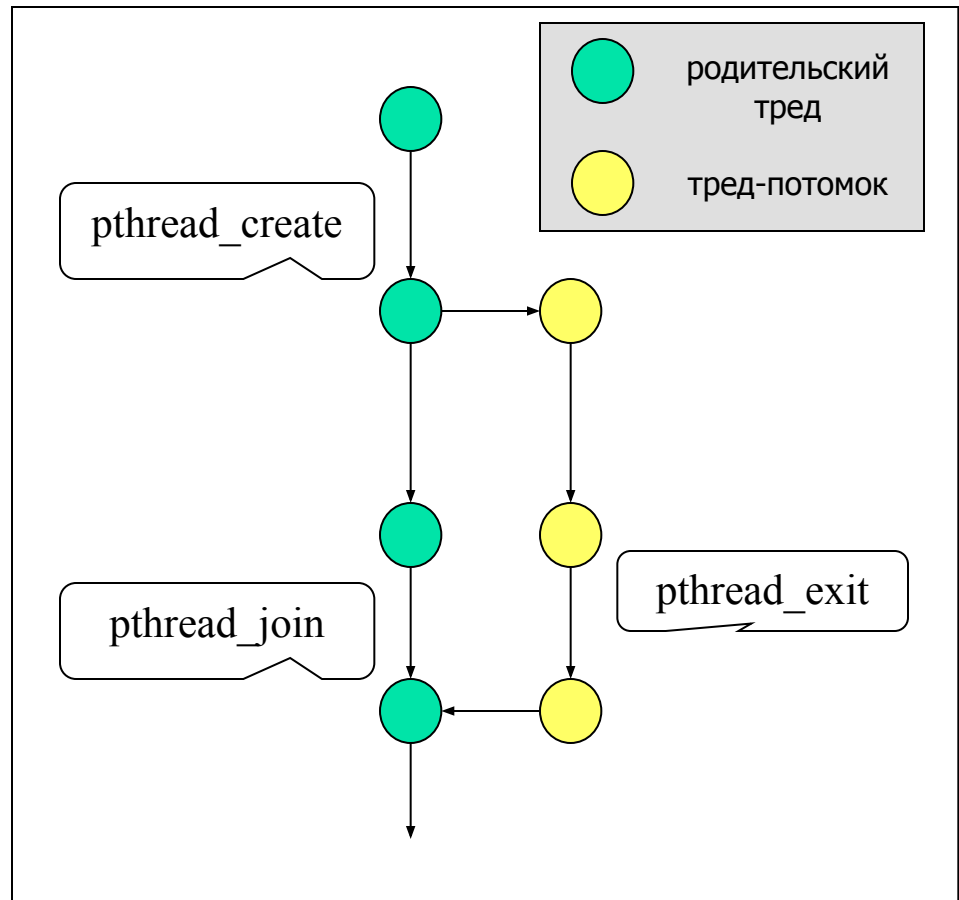 родительский
тред
тред-потомок
pthread_create
pthread_join
pthread_exit